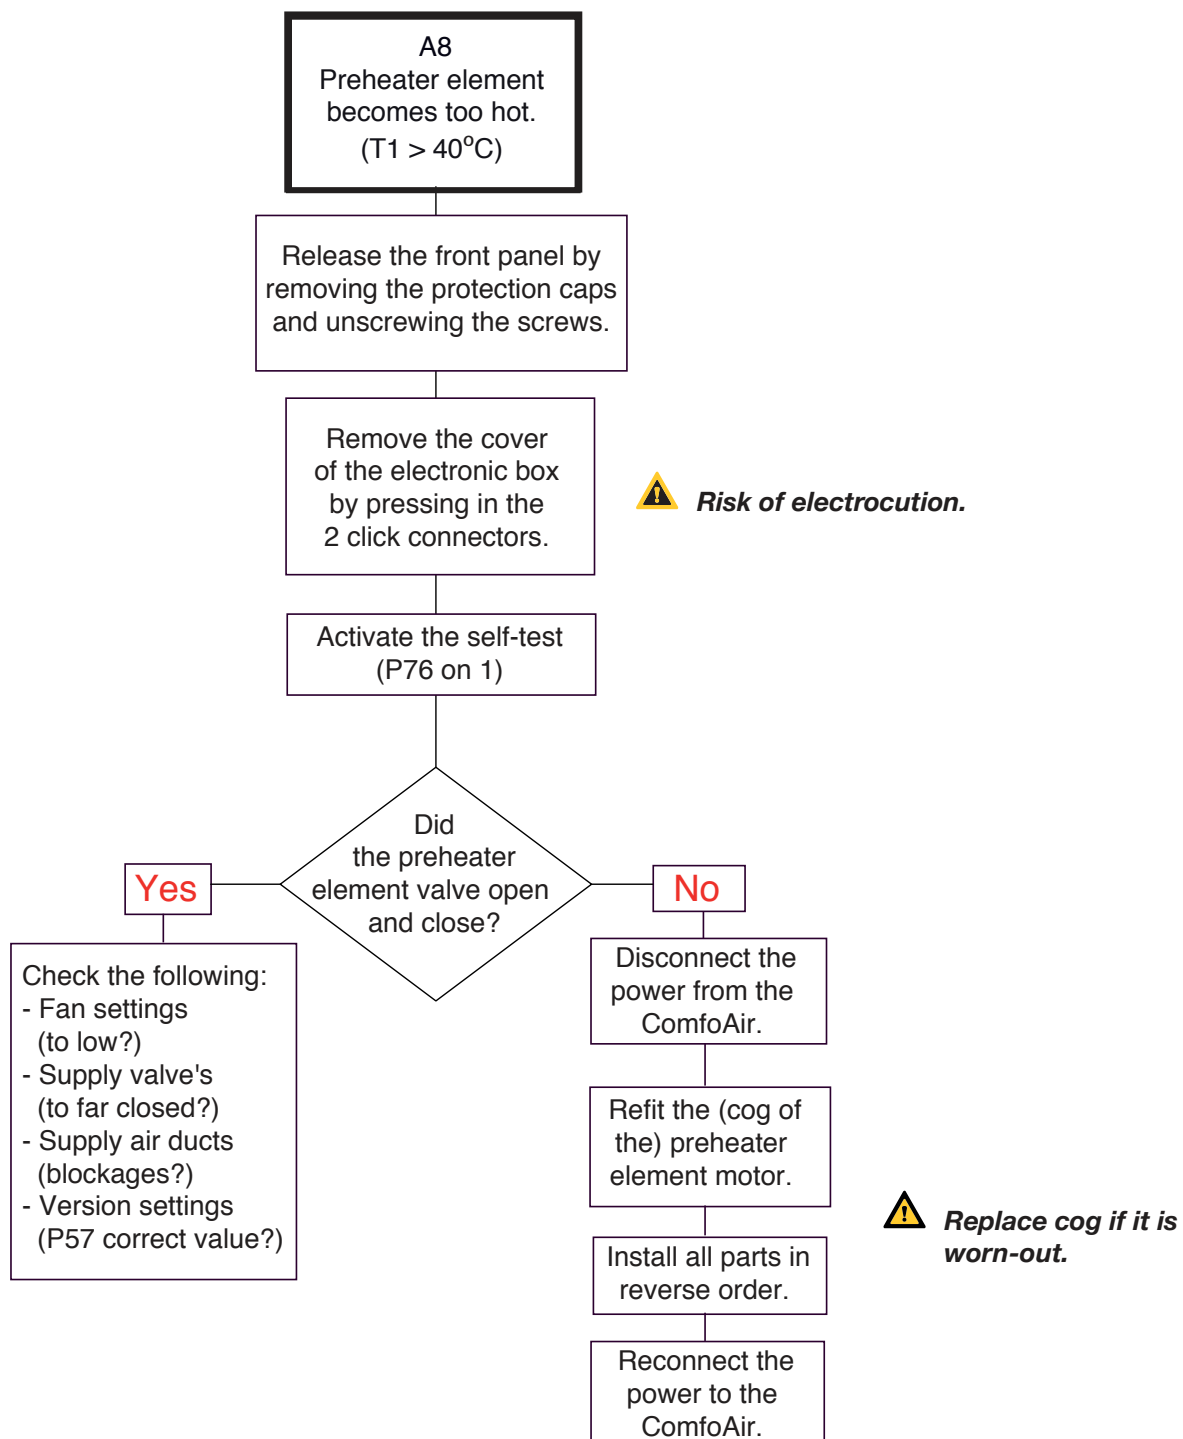 A8
Preheater element
becomes too hot.
(T1 > 40°C)
Release the front panel by
removing the protection caps
and unscrewing the screws.
Remove the cover
of the electronic box
by pressing in the
2 click connectors.
Risk of electrocution.
Activate the self-test
(P76 on 1)
Did
the preheater
element valve open
and close?
Yes
No
Check the following:
- Fan settings
(to low?)
- Supply valve's
(to far closed?)
- Supply air ducts
(blockages?)
- Version settings
(P57 correct value?)
Disconnect the
power from the
ComfoAir.
Refit the (cog of
the) preheater
element motor.
Replace cog if it is
worn-out.
Install all parts in
reverse order.
Reconnect the
power to the
ComfoAir.